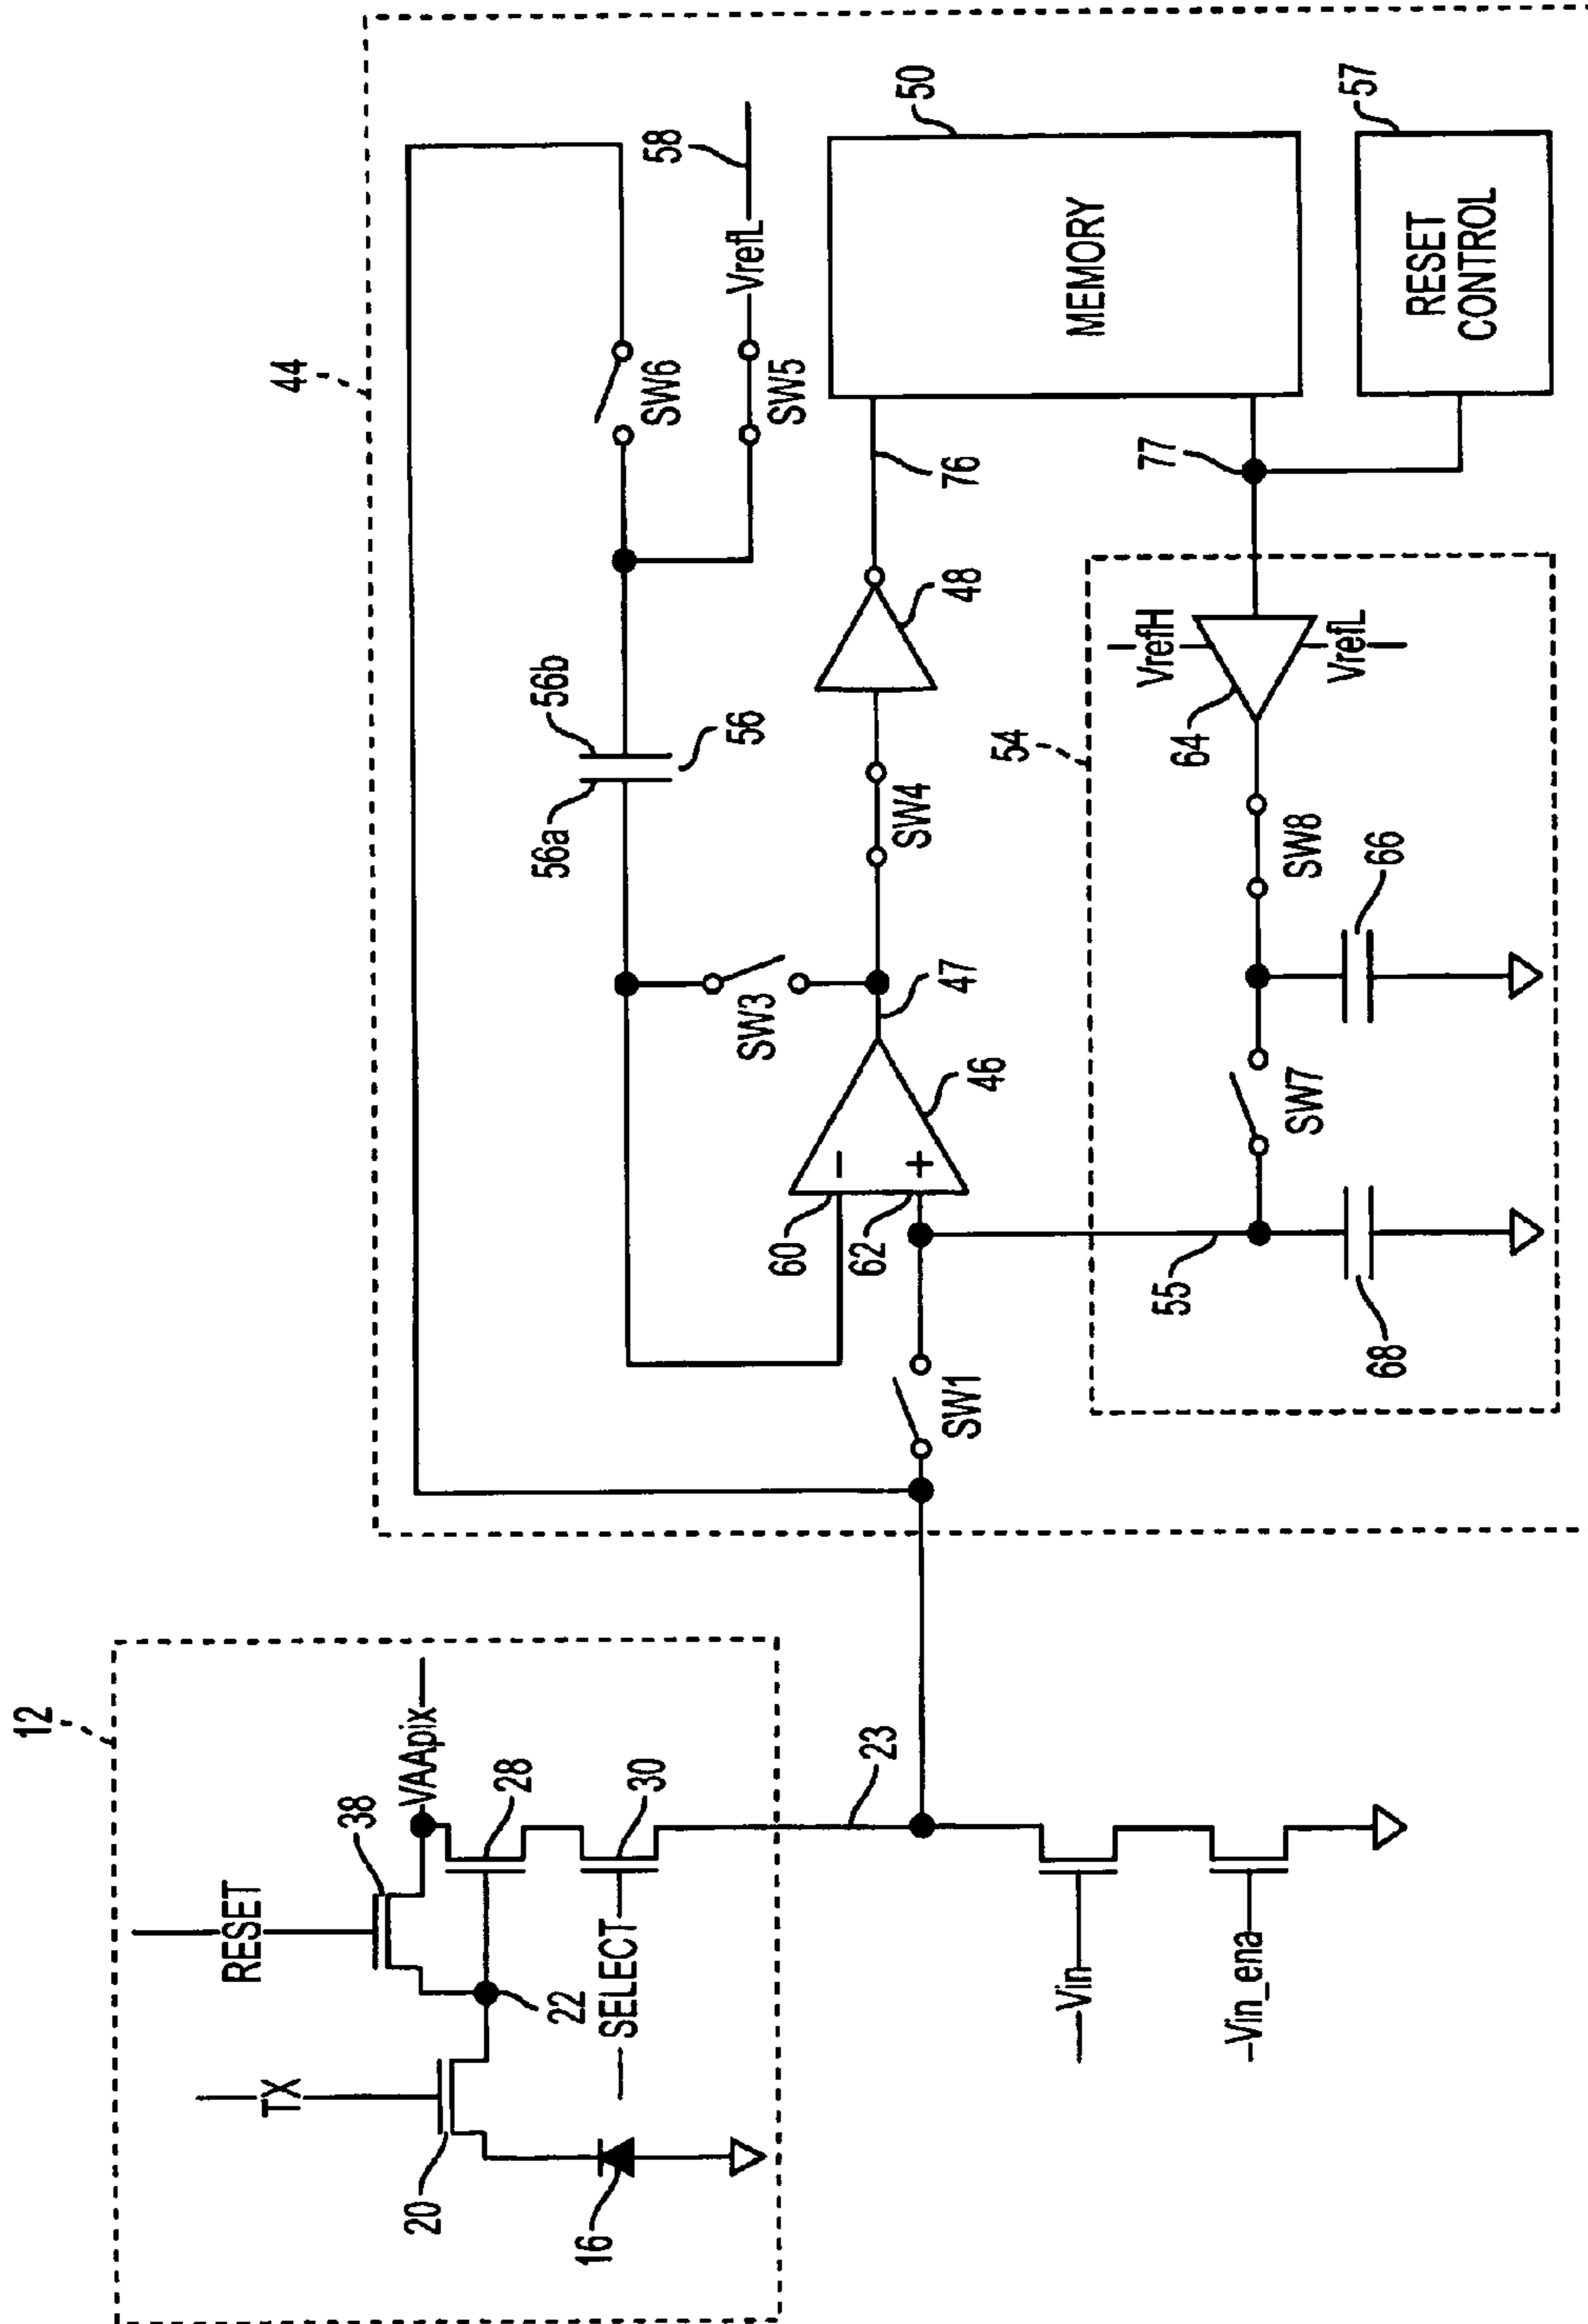 12
RESET
38
VAApix
TX
20
22
28
SELECT
30
16
23
Vin
Vin_ena
44
SW6
58
VrefL
SW5
56a
56b
56
SW3
60
62
46
47
SW4
48
76
50
MEMORY
SW1
55
54
77
57
RESET
CONTROL
VrefH
VrefL
64
SW7
SW8
66
68